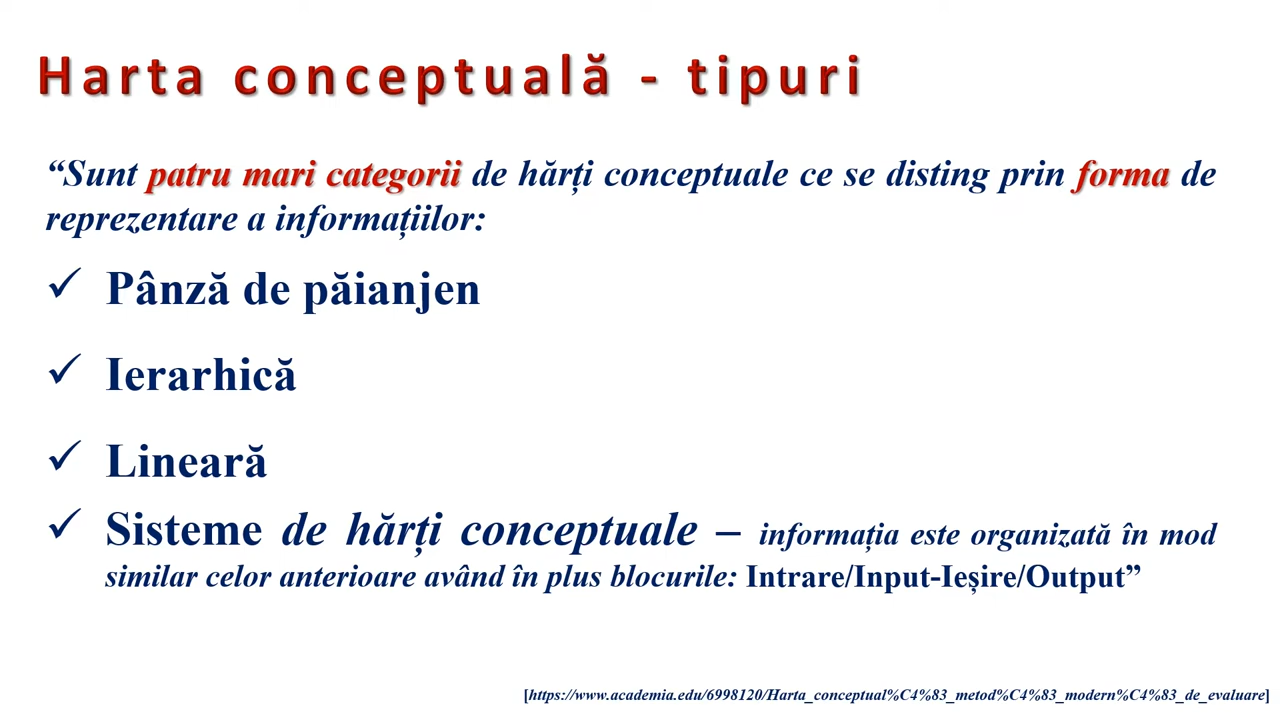 Harta conceptuală - tipuri
“Sunt patru mari categorii de hărți conceptuale ce se disting prin forma de
reprezentare a informațiilor:
✓ Pânză de păianjen
✓ Ierarhică
✓ Lineară
✓ Sisteme de hărți conceptuale – informația este organizată în mod
similar celor anterioare având în plus blocurile: Intrare/Input-Ieșire/Output”
[https://www.academia.edu/6998120/Harta_conceptual%C4%83_metod%C4%83_modern%C4%83_de_evaluare]